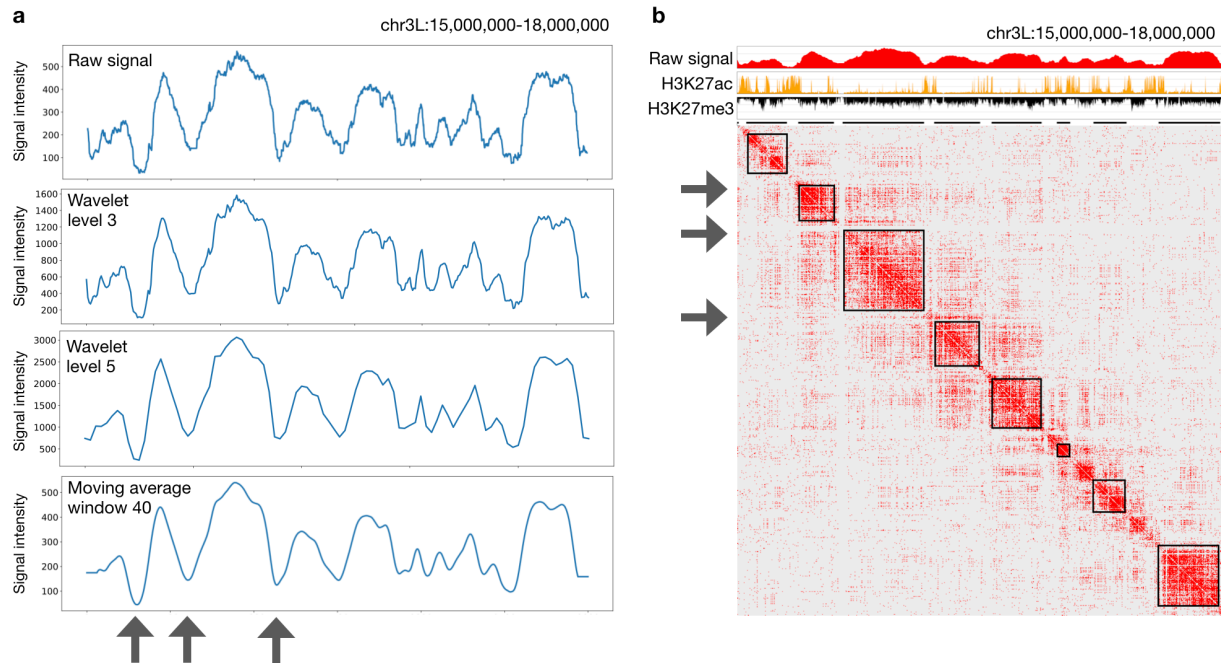 a
chr3L:15,000,000-18,000,000
Raw signal
Signal intensity
500
400
300
200
100
Wavelet
level 3
Signal intensity
1600
1400
1200
1000
800
600
400
200
Wavelet
level 5
Signal intensity
3000
2500
2000
1500
1000
500
Moving average
window 40
Signal intensity
500
400
300
200
100
b
chr3L:15,000,000-18,000,000
Raw signal
H3K27ac
H3K27me3